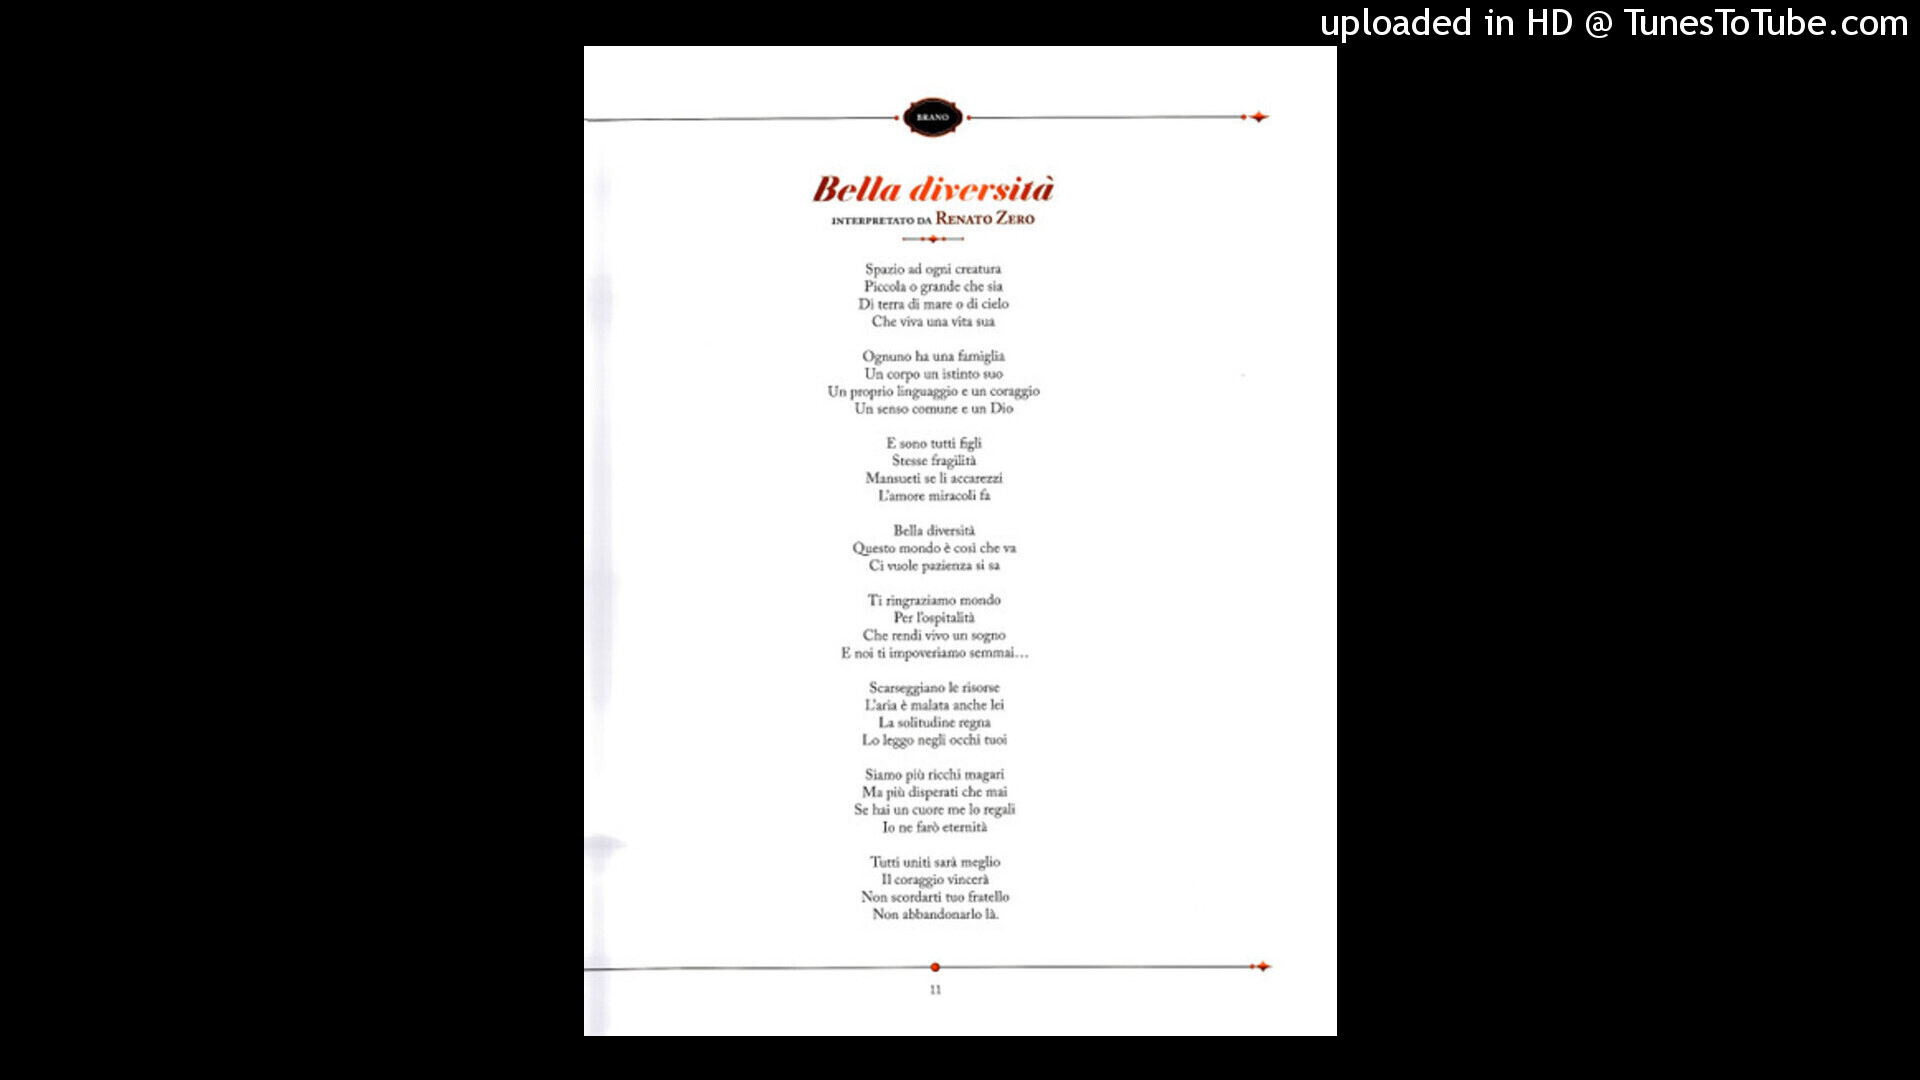 uploaded in HD @ TunesToTube.com
BRANO
Bella diversità
INTERPRETATO DA RENATO ZERO
Spazio ad ogni creatura
Piccola o grande che sia
Di terra di mare o di cielo
Che viva una vita sua
Ognuno ha una famiglia
Un corpo un istinto suo
Un proprio linguaggio e un coraggio
Un senso comune e un Dio
E sono tutti figli
Stesse fragilità
Mansueti se li accarezzi
L'amore miracoli fa
Bella diversità
Questo mondo è così che va
Ci vuole pazienza si sa
Ti ringraziamo mondo
Per l'ospitalità
Che rendi vivo un sogno
E noi ti impoveriamo semmai...
Scarseggiano le risorse
L'aria è malata anche lei
La solitudine regna
Lo leggo negli occhi tuoi
Siamo più ricchi magari
Ma più disperati che mai
Se hai un cuore me lo regali
Io ne farò eternità
Tutti uniti sarà meglio
Il coraggio vincerà
Non scordarti tuo fratello
Non abbandonarlo là.
11